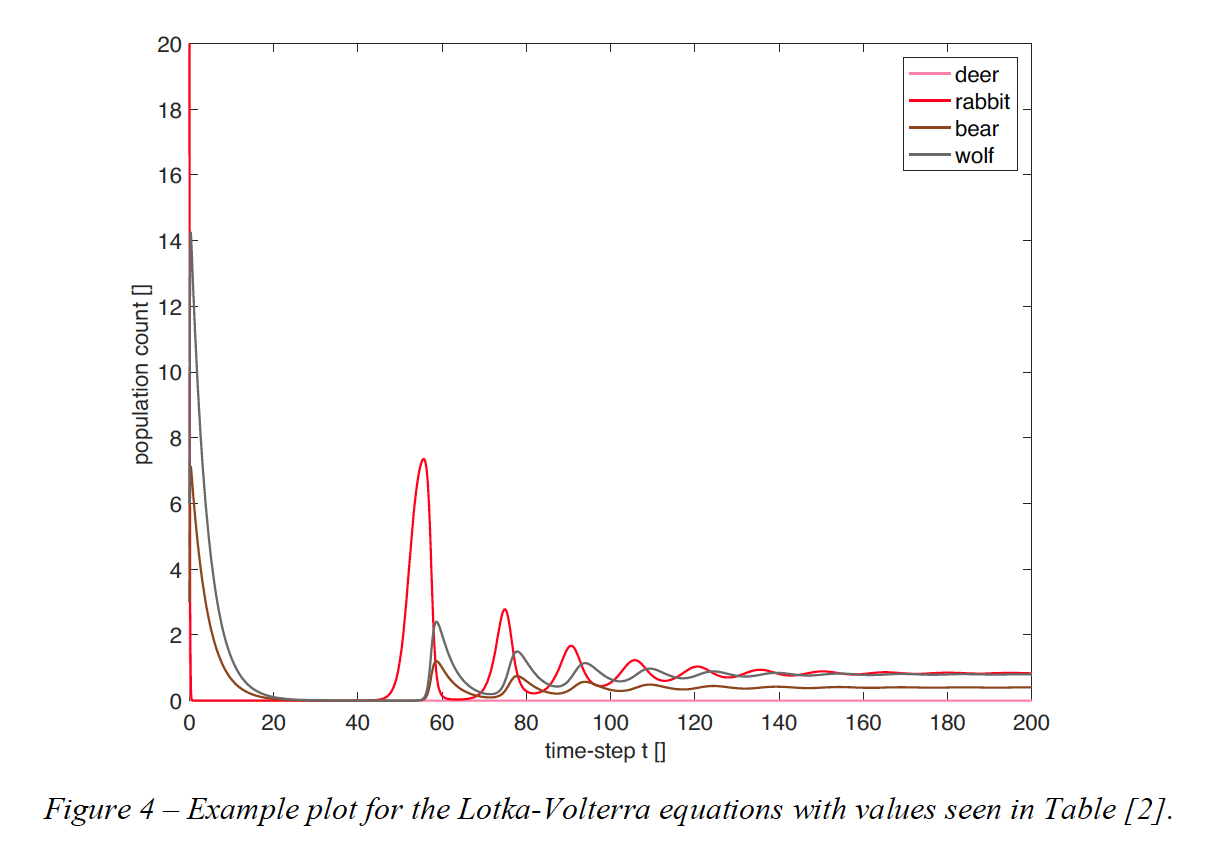 20
18
16
14
12
10
8
6
4
2
0
population count []
deer
rabbit
bear
wolf
0 20 40 60 80 100 120 140 160 180 200
time-step t []
Figure 4 – Example plot for the Lotka-Volterra equations with values seen in Table [2].